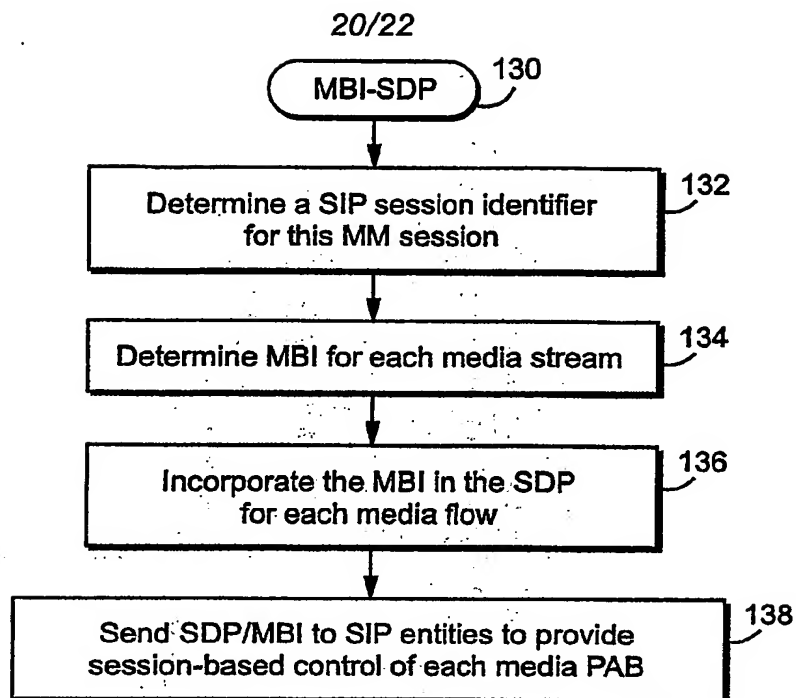 20/22
MBI-SDP
130
Determine a SIP session identifier
for this MM session
132
Determine MBI for each media stream
134
Incorporate the MBI in the SDP
for each media flow
136
Send SDP/MBI to SIP entities to provide
session-based control of each media PAB
138